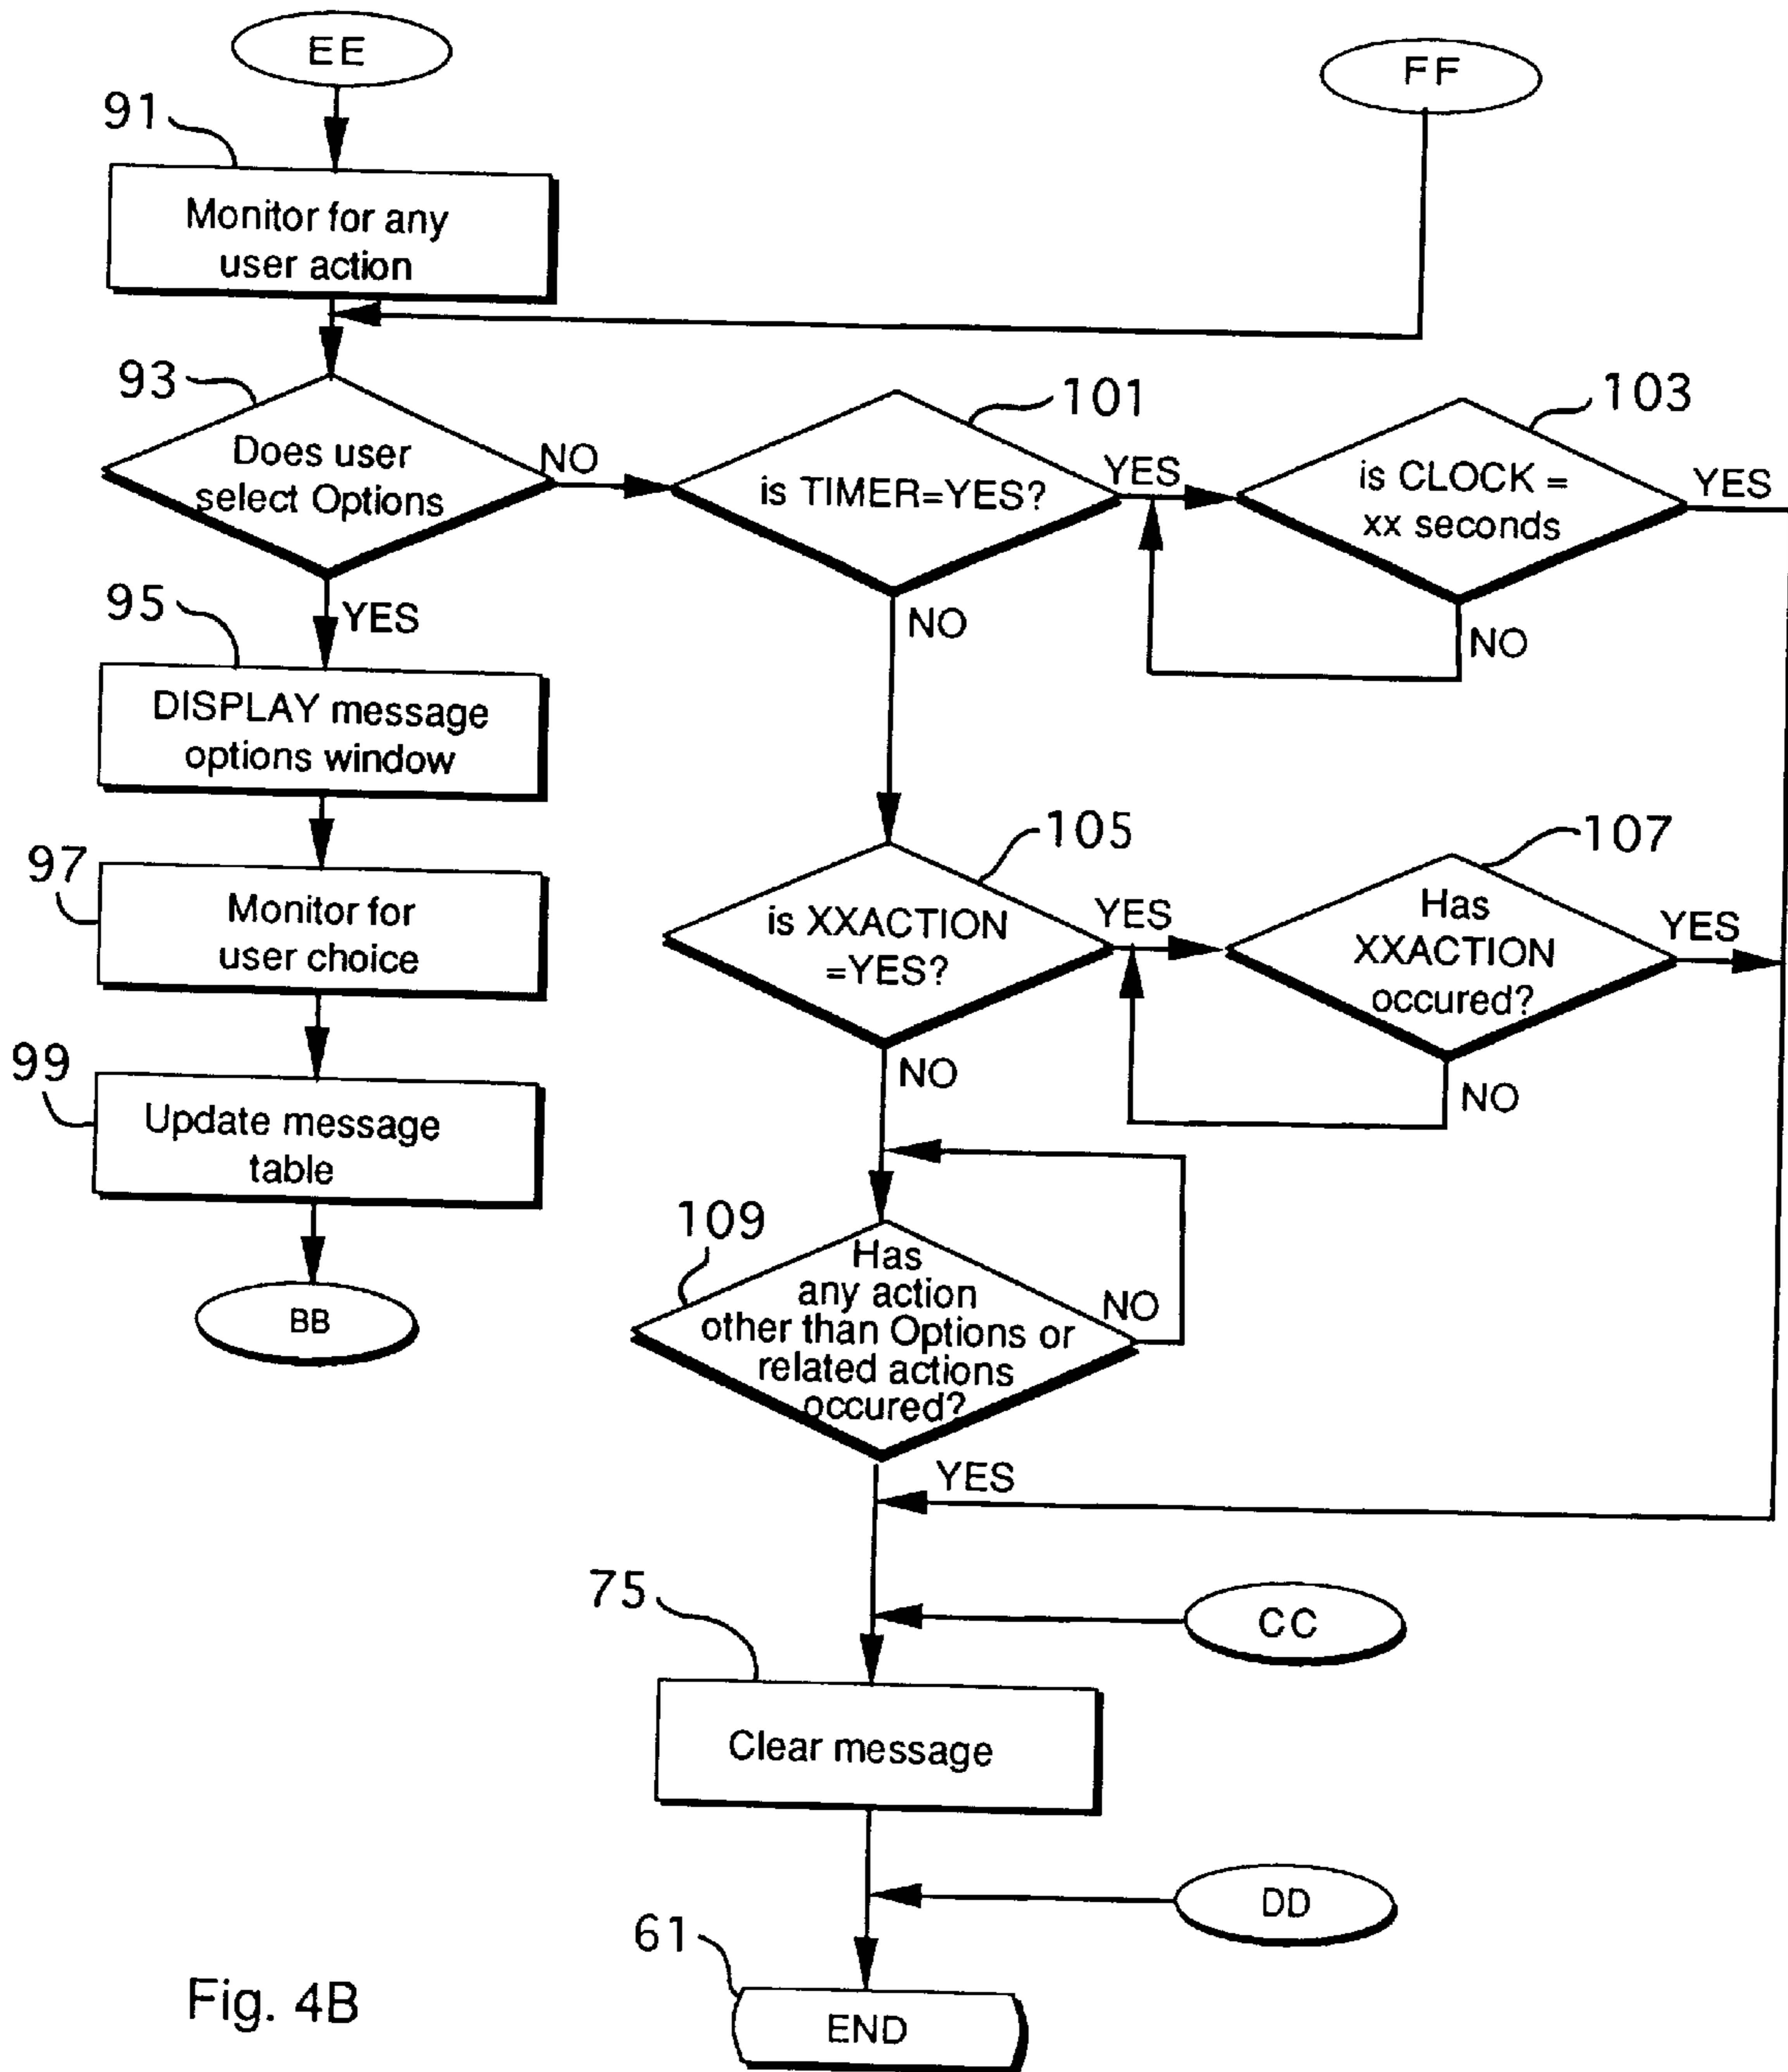 EE
FF
91
Monitor for any
user action
93
Does user
select Options
NO
101
is TIMER=YES?
YES
103
is CLOCK =
xx seconds
YES
NO
NO
YES
95
DISPLAY message
options window
97
Monitor for
user choice
99
Update message
table
BB
105
is XXACTION
=YES?
YES
107
Has
XXACTION
occured?
YES
NO
NO
109
Has
any action
other than Options or
related actions
occured?
NO
YES
75
CC
Clear message
DD
61
END
Fig. 4B